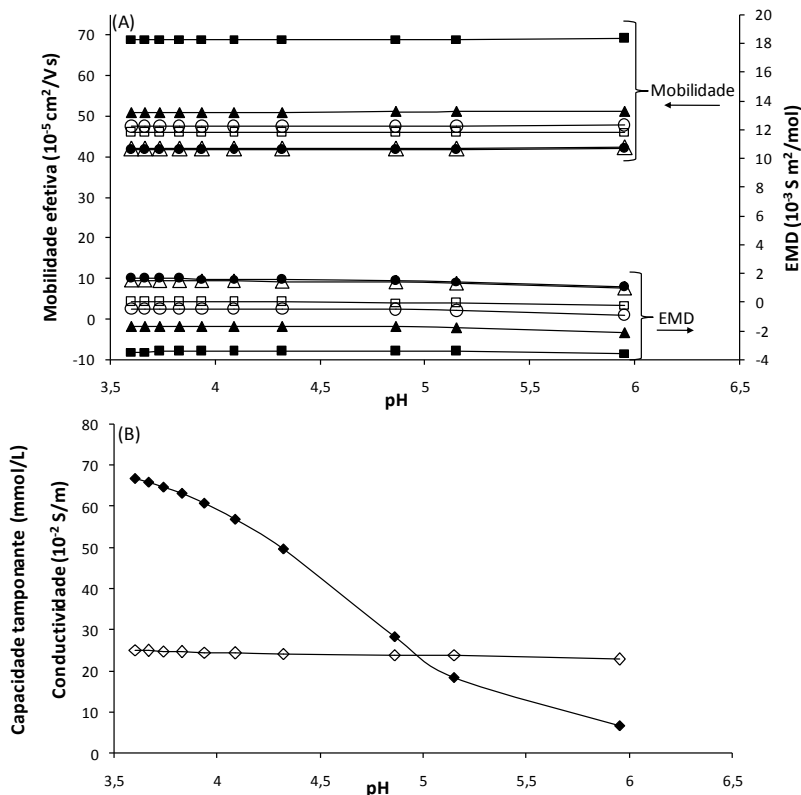 (A)
Mobilidade efetiva (10⁻⁵ cm²/V s)
70
60
50
40
30
20
10
0
-10
20
18
16
14
12
10
8
6
4
2
0
-2
-4
EMD (10⁻³ S m²/mol)
Mobilidade
EMD
3,5 4 4,5 5 5,5 6 6,5
pH
(B)
Capacidade tamponante (mmol/L)
Conductividade (10⁻² S/m)
80
70
60
50
40
30
20
10
0
3,5 4 4,5 5 5,5 6 6,5
pH